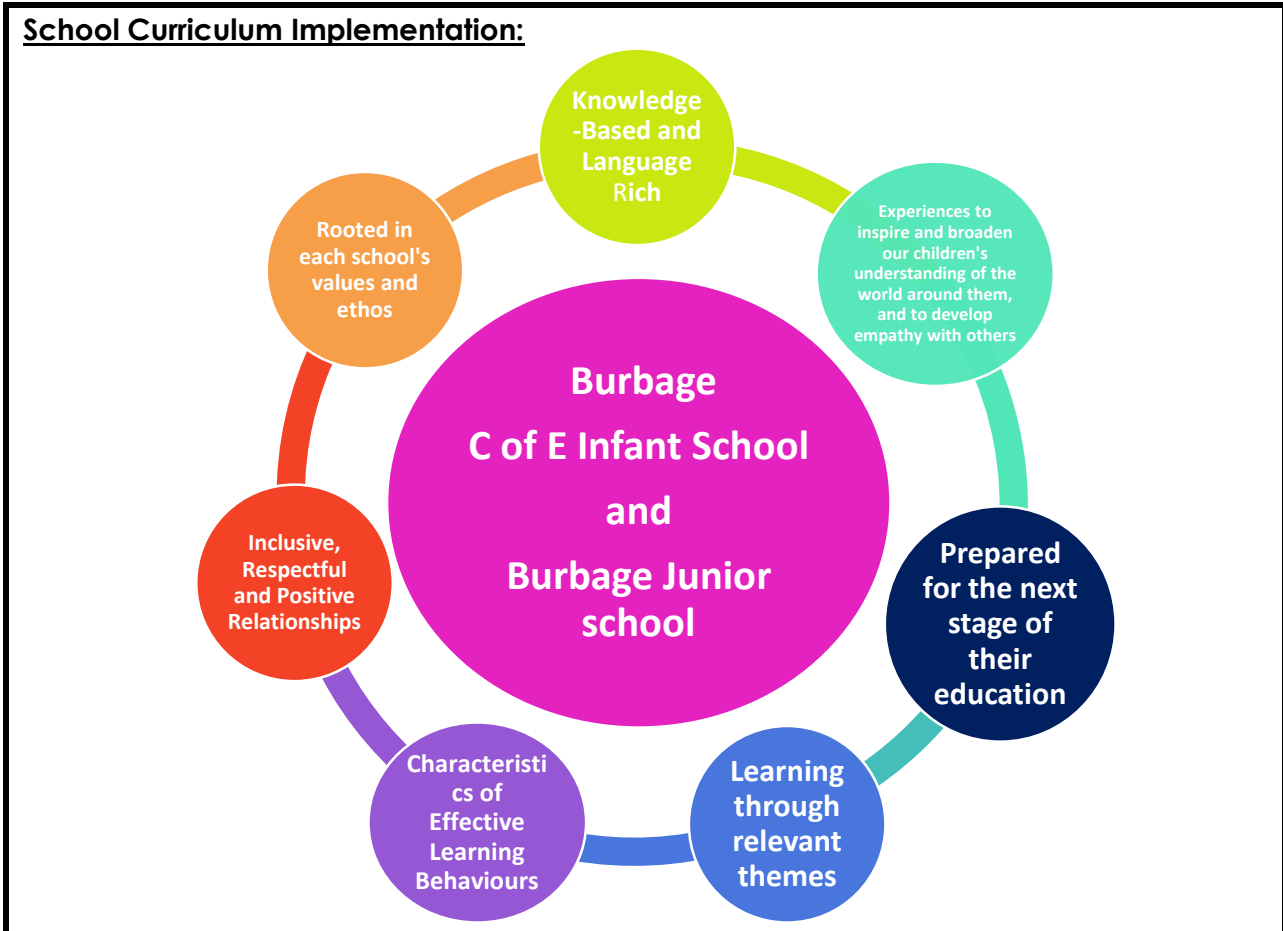 School Curriculum Implementation:
Knowledge
-Based and
Language
Rich
Experiences to
inspire and broaden
our children's
understanding of the
world around them,
and to develop
empathy with others
Prepared
for the next
stage of
their
education
Learning
through
relevant
themes
Characteristi
cs of
Effective
Learning
Behaviours
Inclusive,
Respectful
and Positive
Relationships
Rooted in
each school's
values and
ethos
Burbage
C of E Infant School
and
Burbage Junior
school